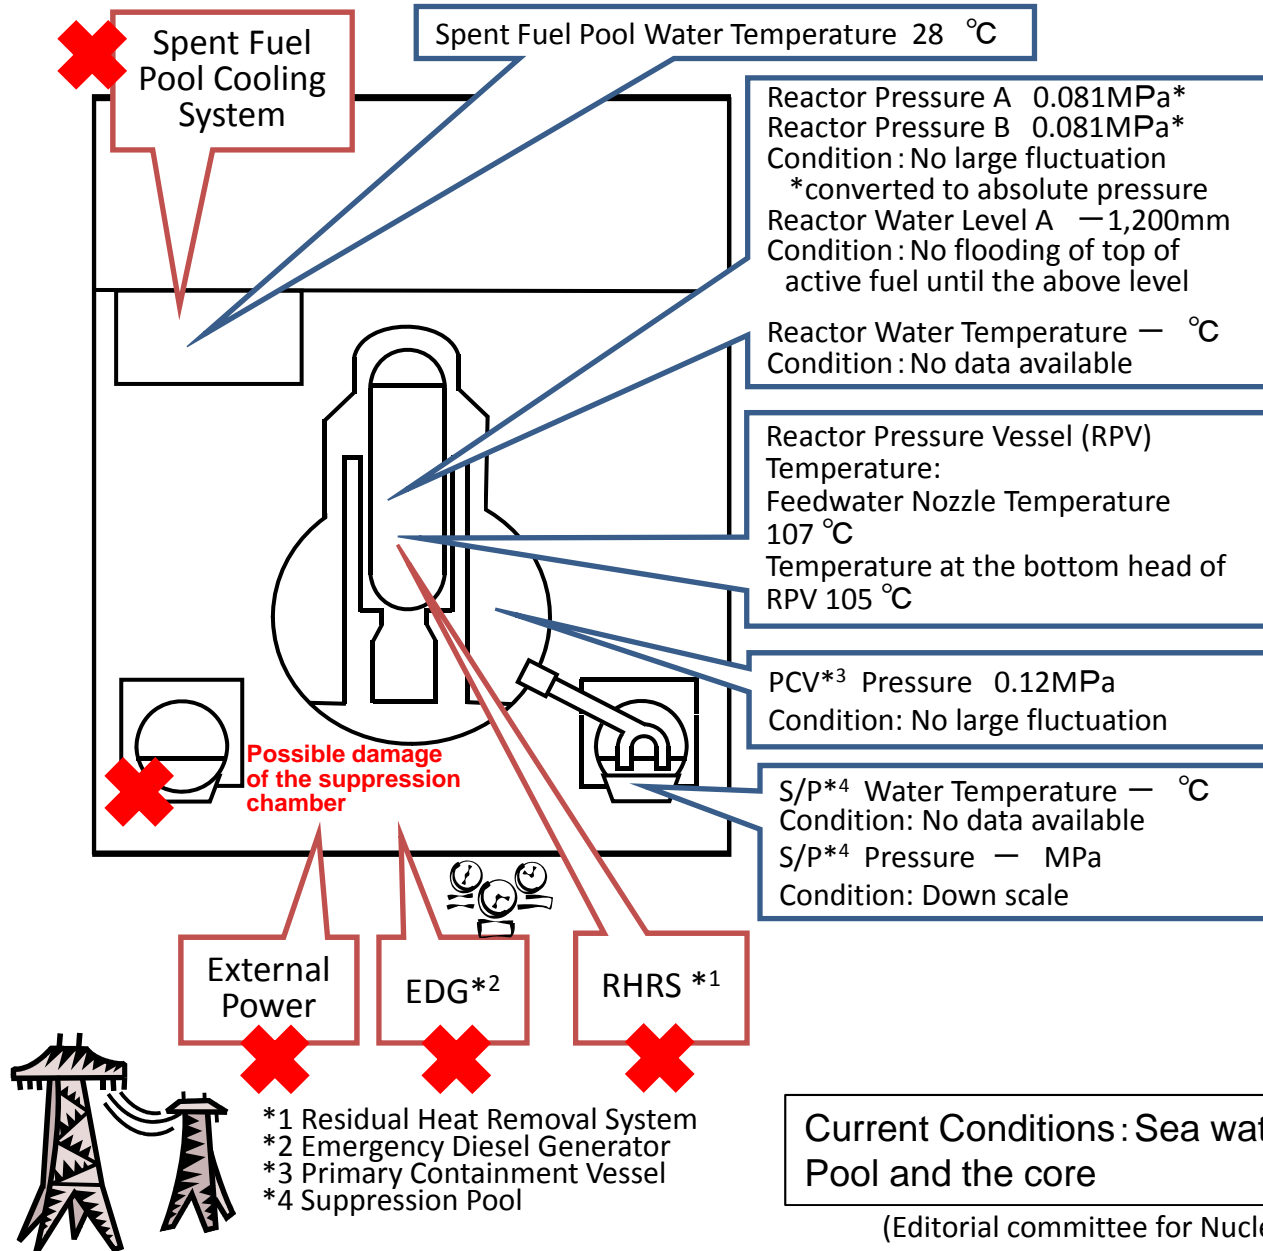 Spent Fuel
Pool Cooling
System
Spent Fuel Pool Water Temperature 28 ℃
Reactor Pressure A 0.081MPa*
Reactor Pressure B 0.081MPa*
Condition：No large fluctuation
*converted to absolute pressure
Reactor Water Level A －1,200mm
Condition：No flooding of top of
active fuel until the above level
Reactor Water Temperature － ℃
Condition：No data available
Reactor Pressure Vessel (RPV)
Temperature:
Feedwater Nozzle Temperature
107 ℃
Temperature at the bottom head of
RPV 105 ℃
PCV*3 Pressure 0.12MPa
Condition: No large fluctuation
Possible damage
of the suppression
chamber
S/P*4 Water Temperature － ℃
Condition: No data available
S/P*4 Pressure － MPa
Condition: Down scale
External
Power
EDG*2
RHRS *1
*1 Residual Heat Removal System
*2 Emergency Diesel Generator
*3 Primary Containment Vessel
*4 Suppression Pool
Current Conditions：Sea wat
Pool and the core
(Editorial committee for Nucle